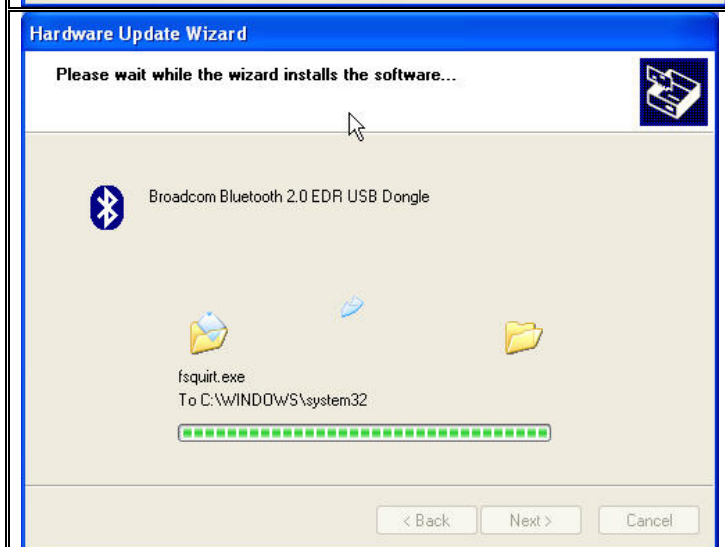 Hardware Update Wizard
Please wait while the wizard installs the software...
Broadcom Bluetooth 2.0 EDR USB Dongle
fsquirt.exe
To C:\WINDOWS\system32
< Back Next > Cancel